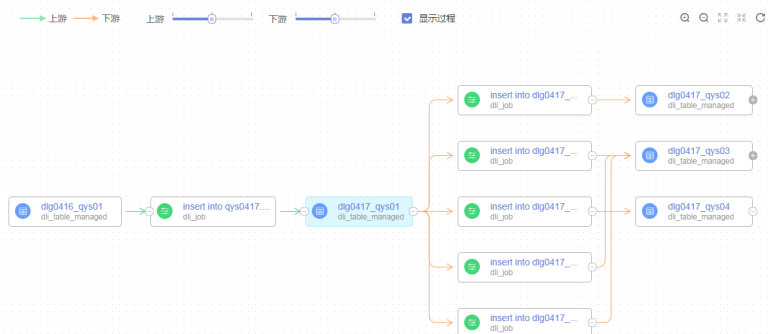 上游 下游 上游 下游 显示过程
insert into dlg0417_...
dli_job
dlg0417_qys02
dli_table_managed
insert into dlg0417_...
dli_job
dlg0417_qys03
dli_table_managed
dlg0416_qys01
dli_table_managed
insert into qys0417....
dli_job
dlg0417_qys01
dli_table_managed
insert into dlg0417_...
dli_job
dlg0417_qys04
dli_table_managed
insert into dlg0417_...
dli_job
insert into dlg0417_...
dli_job